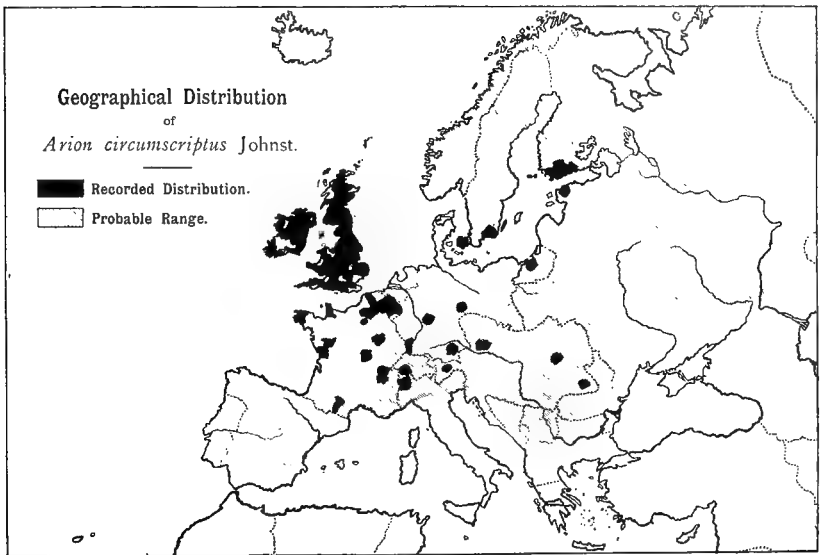 Geographical Distribution
of
Arion circumscriptus Johnst.
Recorded Distribution.
Probable Range.